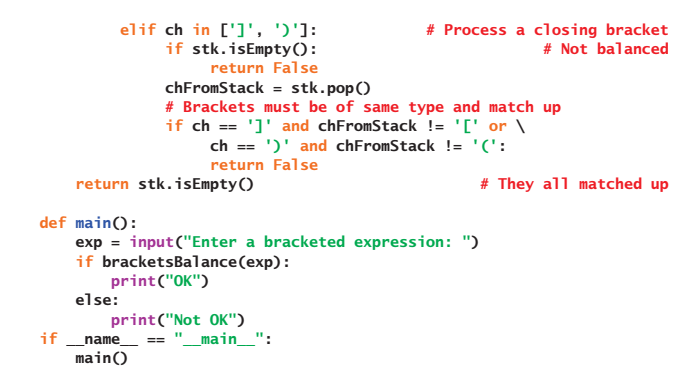 elif ch in [']', ')']:             # Process a closing bracket
            if stk.isEmpty():                          # Not balanced
                return False
            chFromStack = stk.pop()
            # Brackets must be of same type and match up
            if ch == ']' and chFromStack != '[' or \
                ch == ')' and chFromStack != '(':
                return False
    return stk.isEmpty()                         # They all matched up

def main():
    exp = input("Enter a bracketed expression: ")
    if bracketsBalance(exp):
        print("OK")
    else:
        print("Not OK")
if __name__ == "__main__":
    main()